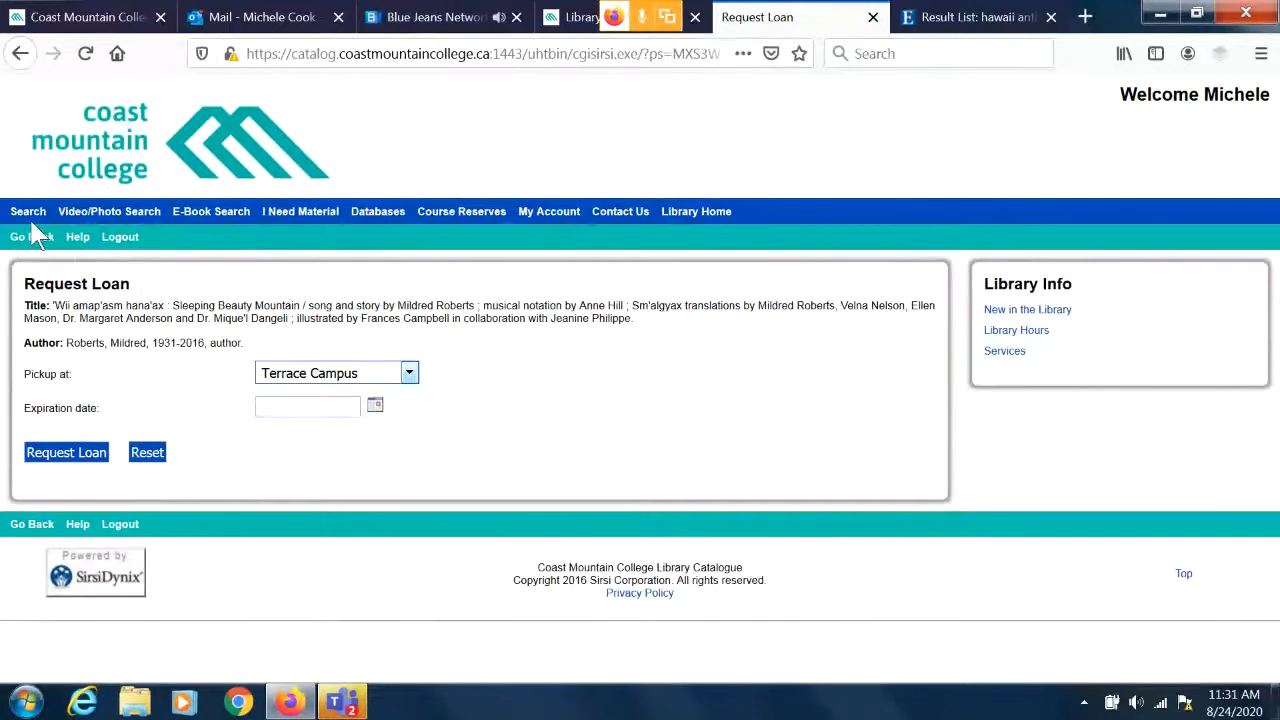 Coast Mountain Colle
Mail - Michele Cook
Blue Jeans Networ
Library
Request Loan
Result List: hawaii ant
https://catalog.coastmountaincollege.ca:1443/uhtbin/cgisirsi.exe/?ps=MXS3W
Search
Welcome Michele
coast
mountain
college
Search Video/Photo Search E-Book Search I Need Material Databases Course Reserves My Account Contact Us Library Home
Go Back Help Logout
Request Loan
Title: 'Wii amap'asm hana'ax : Sleeping Beauty Mountain / song and story by Mildred Roberts ; musical notation by Anne Hill ; Sm'algyax translations by Mildred Roberts, Velna Nelson, Ellen
Mason, Dr. Margaret Anderson and Dr. Mique'l Dangeli ; illustrated by Frances Campbell in collaboration with Jeanine Philippe.
Author: Roberts, Mildred, 1931-2016, author.
Pickup at: Terrace Campus
Expiration date:
Request Loan Reset
Library Info
New in the Library
Library Hours
Services
Go Back Help Logout
Powered by
SirsiDynix
Coast Mountain College Library Catalogue
Copyright 2016 Sirsi Corporation. All rights reserved.
Privacy Policy
Top
2
11:31 AM
8/24/2020